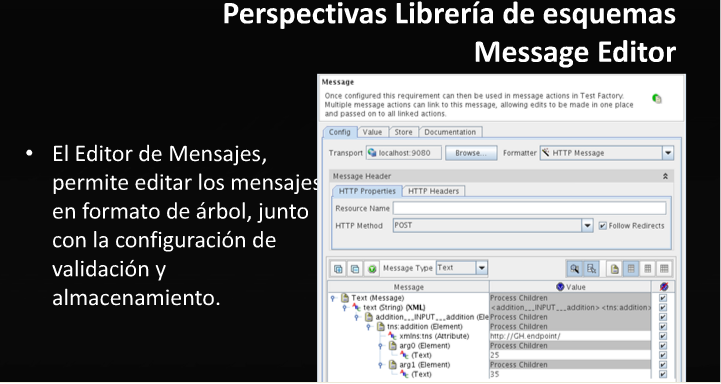 Perspectivas Librería de esquemas
Message Editor
Message
Once configured this requirement can then be used in message actions in Test Factory.
Multiple message actions can link to this message, allowing edits to be made in one place
and passed on to all linked actions.
Config Value Store Documentation
Transport localhost:9080 Browse... Formatter HTTP Message
Message Header
HTTP Properties HTTP Headers
Resource Name
HTTP Method POST Follow Redirects
Message Type Text
Message Value
Text (Message) Process Children
text (String) (XML) <addition___INPUT___addition> <tns:addition
addition___INPUT___addition (Ele Process Children
tns:addition (Element) Process Children
xmlns:tns (Attribute) http://GH.endpoint/
arg0 (Element) Process Children
(Text) 25
arg1 (Element) Process Children
(Text) 35
• El Editor de Mensajes,
permite editar los mensajes
en formato de árbol, junto
con la configuración de
validación y
almacenamiento.